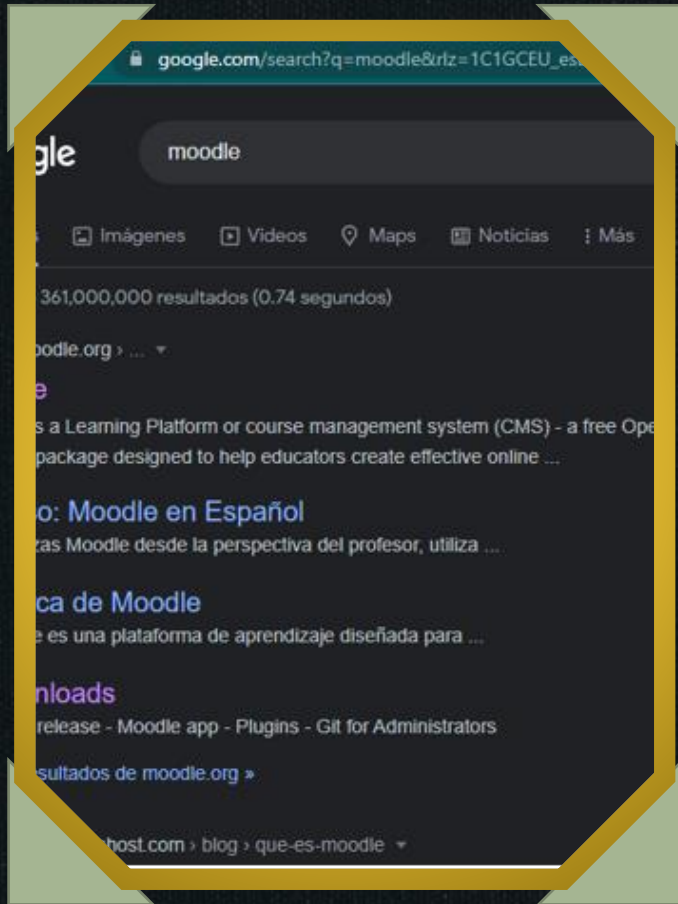 google.com/search?q=moodle&rlz=1C1GCEU_es
gle
moodle
Imágenes Videos Maps Noticias Más
361,000,000 resultados (0.74 segundos)
oodle.org › ...
e
s a Learning Platform or course management system (CMS) - a free Ope
package designed to help educators create effective online ...
o: Moodle en Español
zas Moodle desde la perspectiva del profesor, utiliza ...
ca de Moodle
e es una plataforma de aprendizaje diseñada para ...
nloads
release - Moodle app - Plugins - Git for Administrators
sultados de moodle.org »
host.com › blog › que-es-moodle